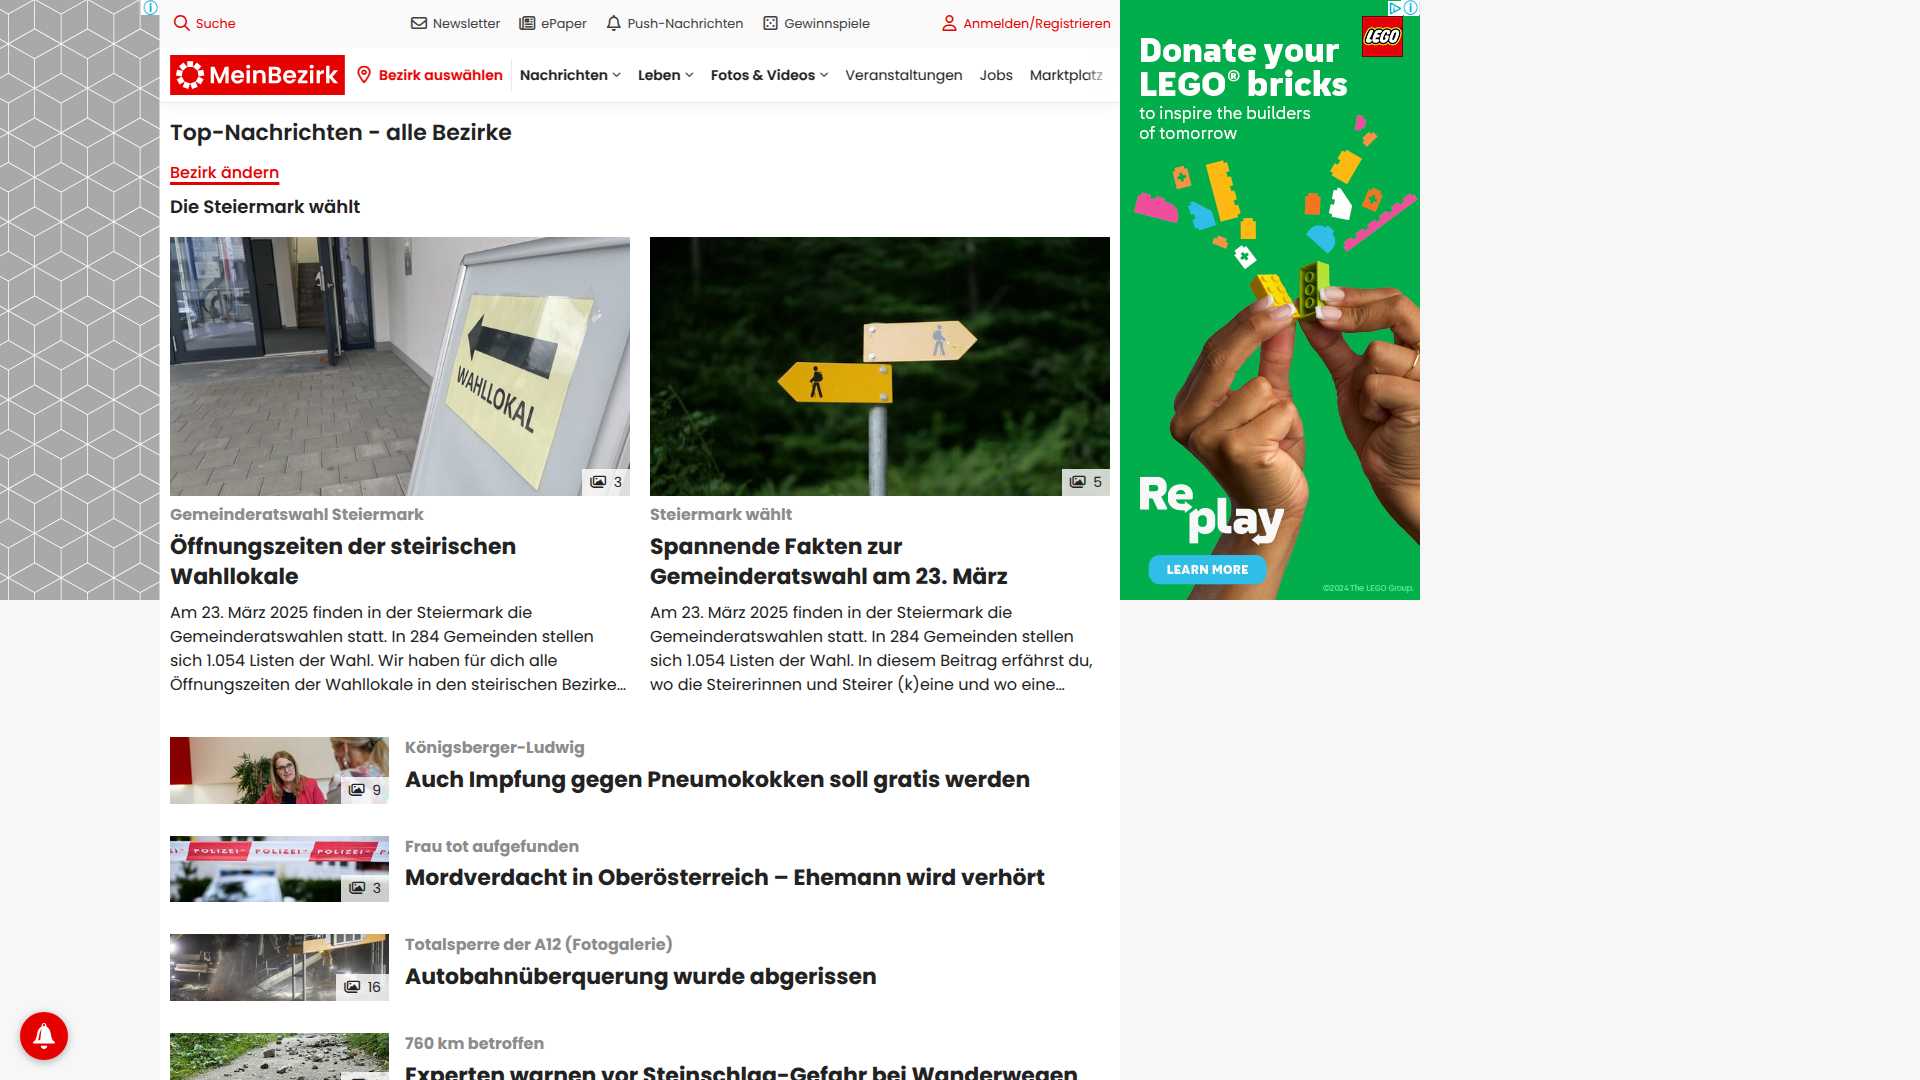 Suche
Newsletter
ePaper
Push-Nachrichten
Gewinnspiele
Anmelden/Registrieren
MeinBezirk
Bezirk auswählen
Nachrichten
Leben
Fotos & Videos
Veranstaltungen
Jobs
Marktplatz
Top-Nachrichten - alle Bezirke
Bezirk ändern
Die Steiermark wählt
WAHLLOKAL
3
Gemeinderatswahl Steiermark
Öffnungszeiten der steirischen
Wahllokale
Am 23. März 2025 finden in der Steiermark die
Gemeinderatswahlen statt. In 284 Gemeinden stellen
sich 1.054 Listen der Wahl. Wir haben für dich alle
Öffnungszeiten der Wahllokale in den steirischen Bezirke...
5
Steiermark wählt
Spannende Fakten zur
Gemeinderatswahl am 23. März
Am 23. März 2025 finden in der Steiermark die
Gemeinderatswahlen statt. In 284 Gemeinden stellen
sich 1.054 Listen der Wahl. In diesem Beitrag erfährst du,
wo die Steirerinnen und Steirer (k)eine und wo eine...
9
Königsberger-Ludwig
Auch Impfung gegen Pneumokokken soll gratis werden
POLIZEI POLIZEI POLIZEI
3
Frau tot aufgefunden
Mordverdacht in Oberösterreich – Ehemann wird verhört
16
Totalsperre der A12 (Fotogalerie)
Autobahnüberquerung wurde abgerissen
760 km betroffen
Experten warnen vor Steinschlag-Gefahr bei Wanderwegen
LEGO
Donate your
LEGO® bricks
to inspire the builders
of tomorrow
Replay
LEARN MORE
©2024 The LEGO Group.